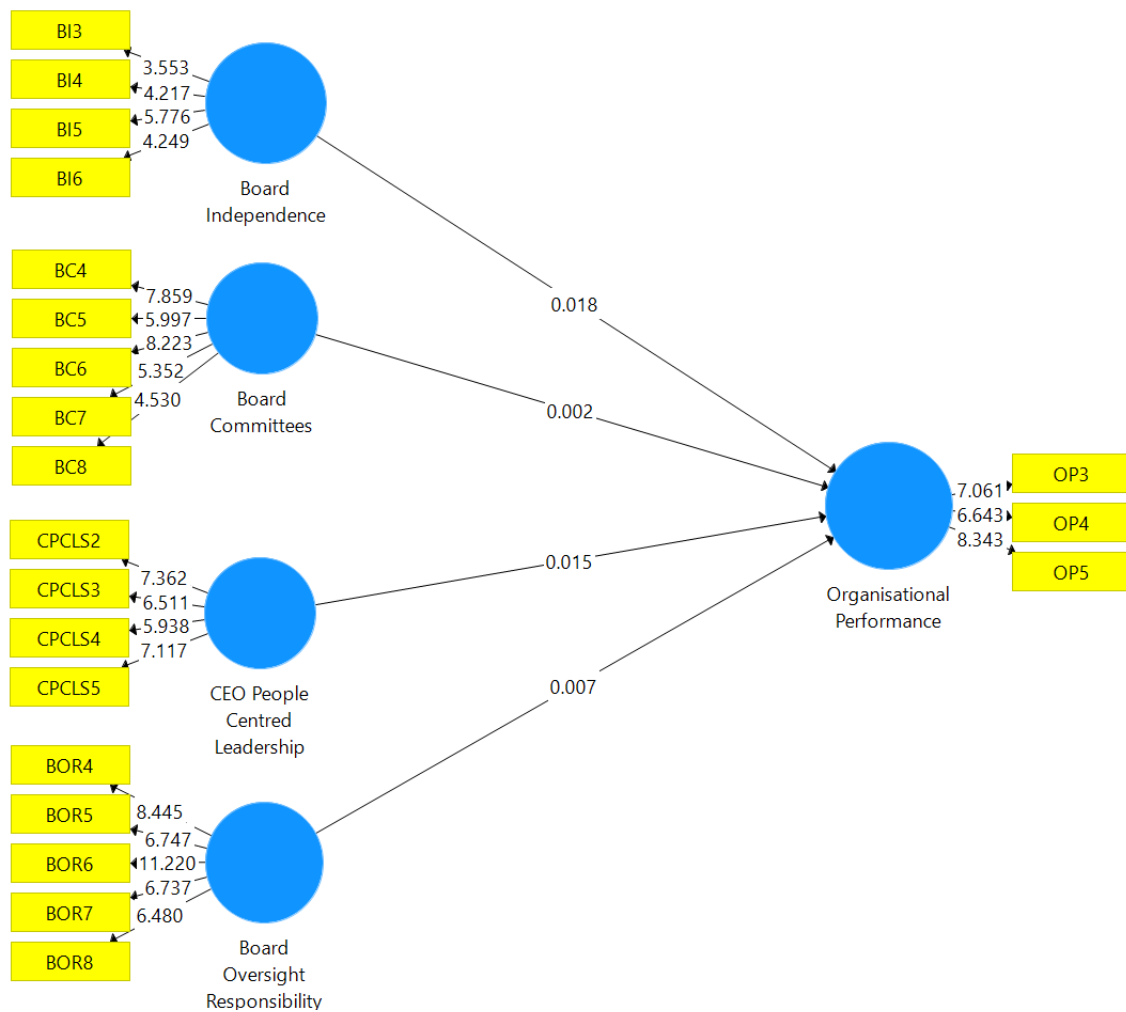 BI3
3.553
BI4
4.217
BI5
5.776
BI6
4.249
Board
Independence
BC4
7.859
BC5
5.997
BC6
8.223
BC7
5.352
BC8
4.530
Board
Committees
CPCLS2
7.362
CPCLS3
6.511
CPCLS4
5.938
CPCLS5
7.117
CEO People
Centred
Leadership
BOR4
8.445
BOR5
6.747
BOR6
11.220
BOR7
6.737
BOR8
6.480
Board
Oversight
Responsibility
0.018
0.002
0.015
0.007
Organisational
Performance
7.061
OP3
6.643
OP4
8.343
OP5